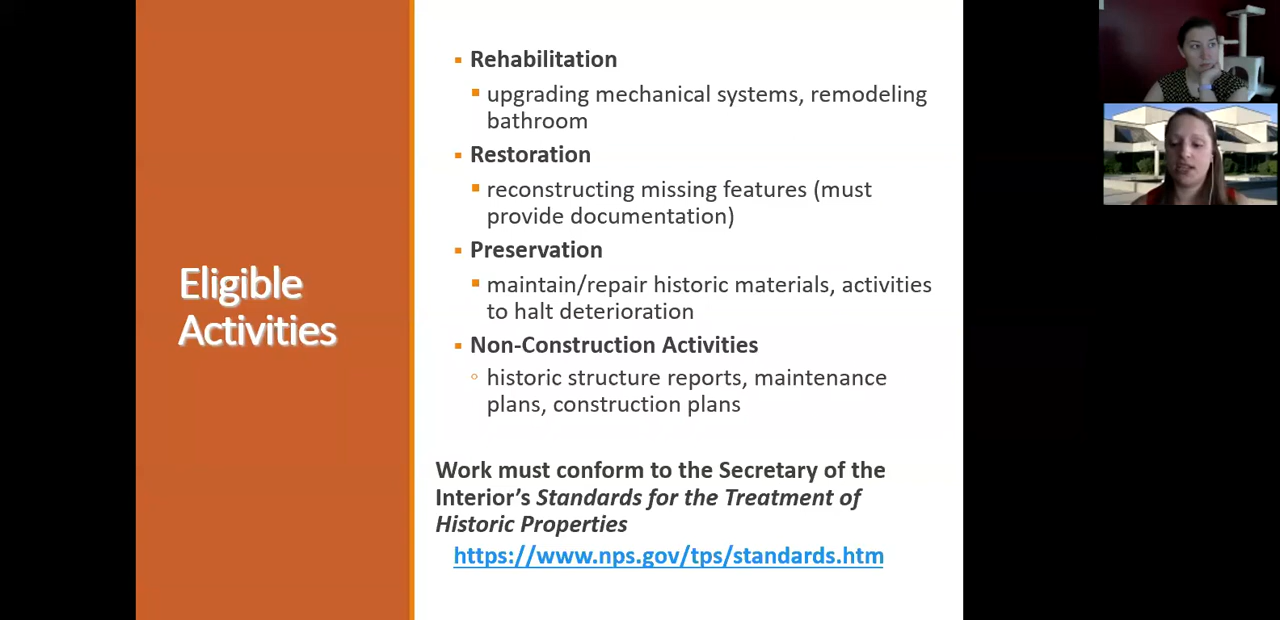 Eligible
Activities
Rehabilitation
upgrading mechanical systems, remodeling
bathroom
Restoration
reconstructing missing features (must
provide documentation)
Preservation
maintain/repair historic materials, activities
to halt deterioration
Non-Construction Activities
historic structure reports, maintenance
plans, construction plans
Work must conform to the Secretary of the
Interior's Standards for the Treatment of
Historic Properties
https://www.nps.gov/tps/standards.htm